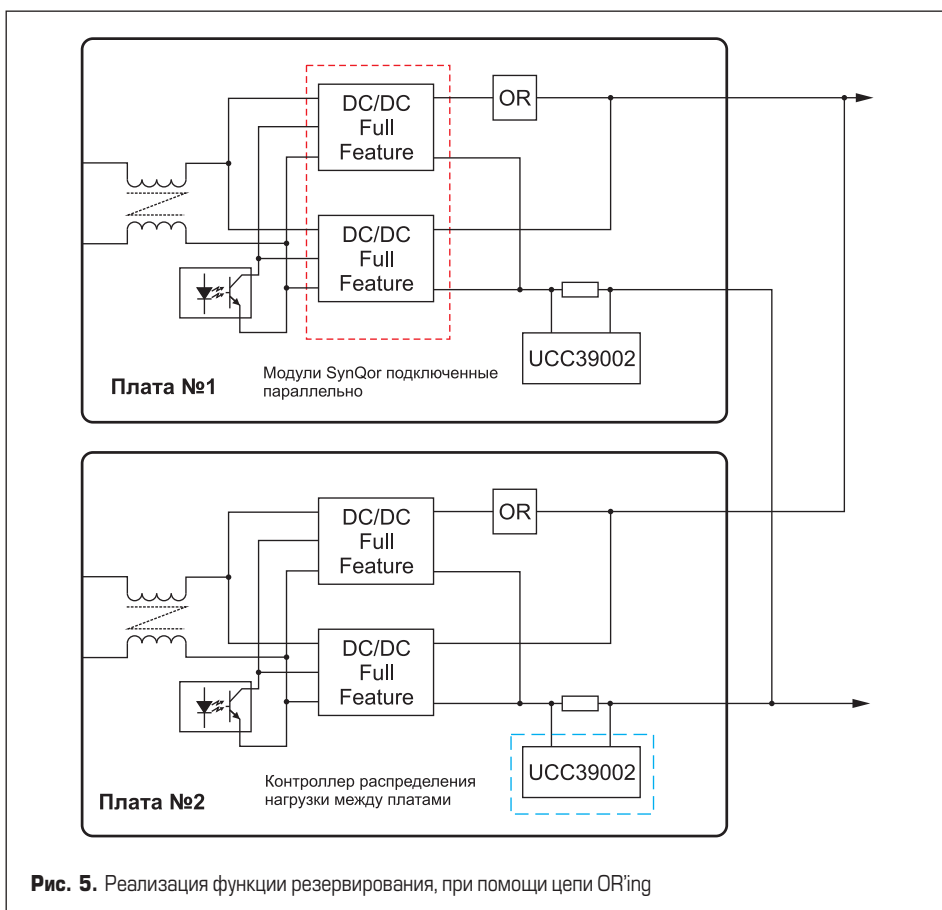 DC/DC
Full
Feature
OR
DC/DC
Full
Feature
UCC39002
Модули SynQor подключенные
параллельно
Плата №1
DC/DC
Full
Feature
OR
DC/DC
Full
Feature
UCC39002
Контроллер распределения
нагрузки между платами
Плата №2
Рис. 5. Реализация функции резервирования, при помощи цепи OR’ing